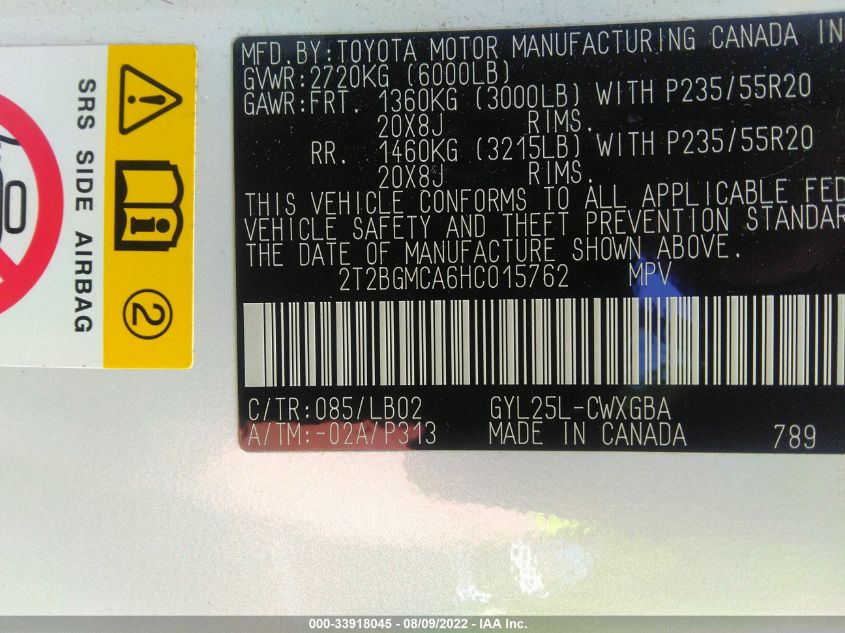 SRS SIDE AIRBAG
2
MFD. BY: TOYOTA MOTOR MANUFACTURING CANADA IN
GVWR: 2720KG (6000LB)
GAWR: FRT. 1360KG (3000LB) WITH P235/55R20
20X8J RIMS.
RR. 1460KG (3215LB) WITH P235/55R20
20X8J RIMS.
THIS VEHICLE CONFORMS TO ALL APPLICABLE FED
VEHICLE SAFETY AND THEFT PREVENTION STANDAR
THE DATE OF MANUFACTURE SHOWN ABOVE.
2T2BGMCA6HC015762 MPV
C/TR: 085/LB02 GYL25L-CWXGBA
A/TM: -02A/P313 MADE IN CANADA 789
000-33918045 - 08/09/2022 - IAA Inc.